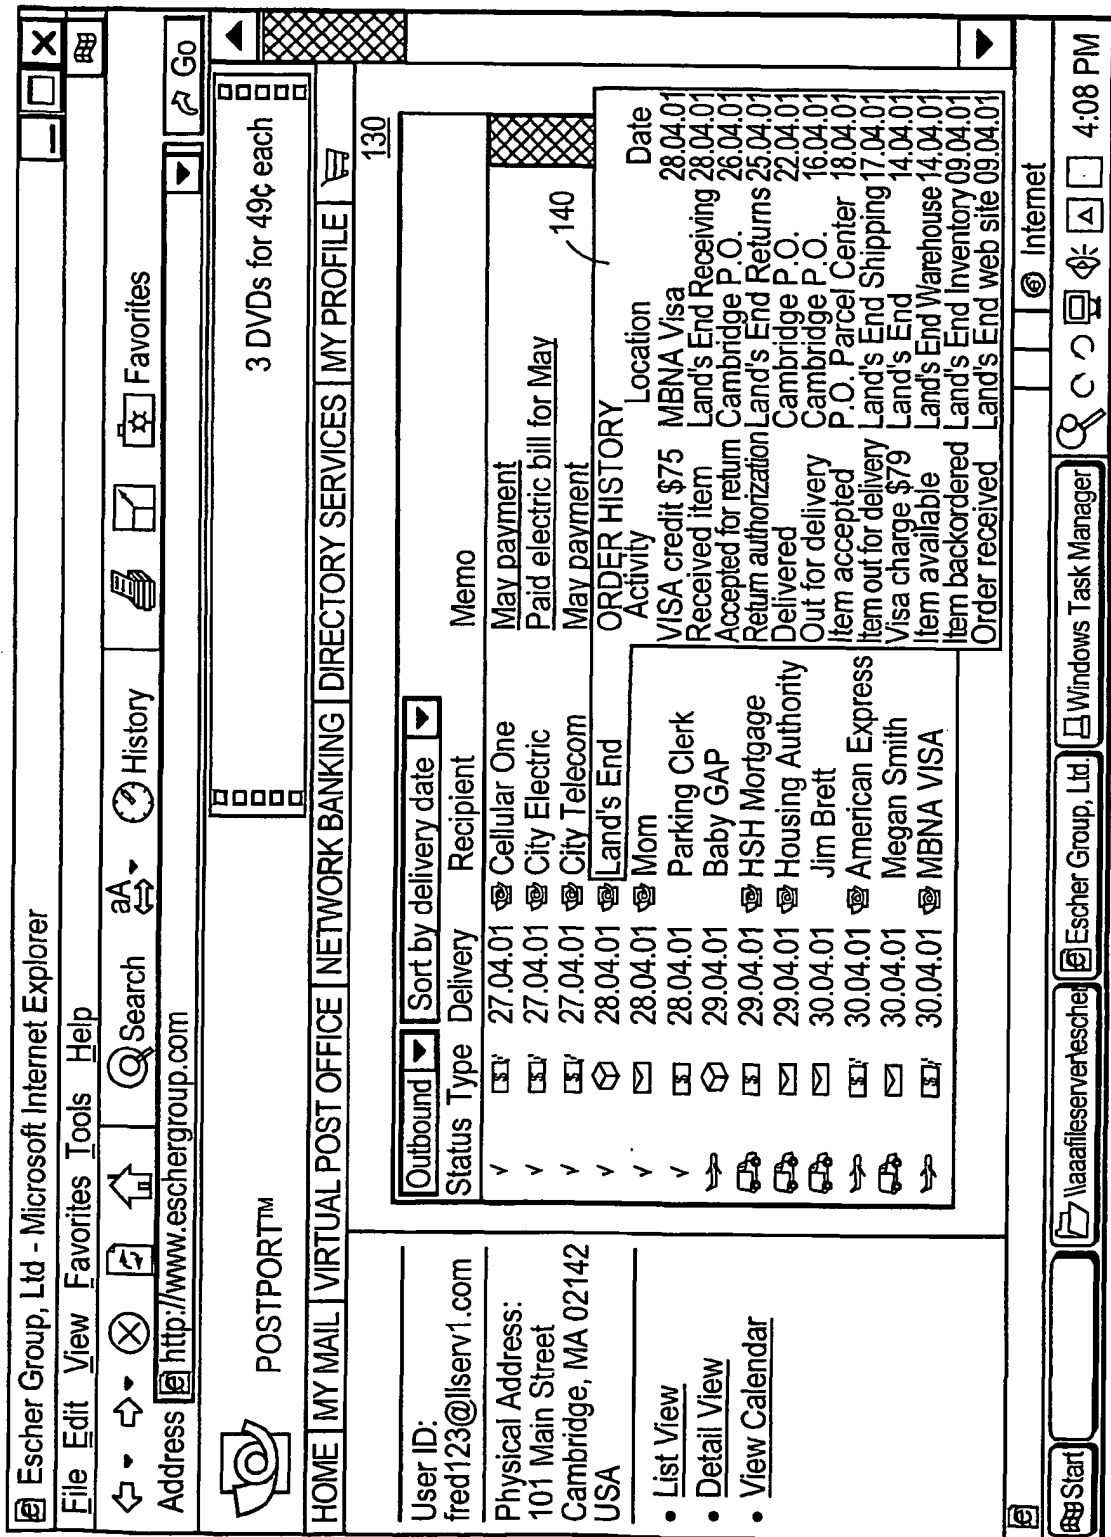 Escher Group, Ltd - Microsoft Internet Explorer
File Edit View Favorites Tools Help
Search aA History Favorites
Address http://www.eschergroup.com Go
POSTPORT™
3 DVDs for 49¢ each
HOME MY MAIL VIRTUAL POST OFFICE NETWORK BANKING DIRECTORY SERVICES MY PROFILE
130
User ID:
fred123@llserv1.com
Physical Address:
101 Main Street
Cambridge, MA 02142
USA
• List View
• Detail View
• View Calendar
Outbound Sort by delivery date
Status Type Delivery Recipient Memo
27.04.01 Cellular One May payment
27.04.01 City Electric Paid electric bill for May
27.04.01 City Telecom May payment
28.04.01 Land's End
28.04.01 Mom
28.04.01 Parking Clerk
29.04.01 Baby GAP
29.04.01 HSH Mortgage
29.04.01 Housing Authority
30.04.01 Jim Brett
30.04.01 American Express
30.04.01 Megan Smith
30.04.01 MBNA VISA
140
ORDER HISTORY
Activity Location Date
VISA credit $75 MBNA Visa 28.04.01
Received item Land's End Receiving 28.04.01
Accepted for return Cambridge P.O. 26.04.01
Return authorization Land's End Returns 25.04.01
Delivered Cambridge P.O. 22.04.01
Out for delivery Cambridge P.O. 16.04.01
Item accepted P.O. Parcel Center 18.04.01
Item out for delivery Land's End Shipping 17.04.01
Visa charge $79 Land's End 14.04.01
Item available Land's End Warehouse 14.04.01
Item backordered Land's End Inventory 09.04.01
Order received Land's End web site 09.04.01
Internet
Start \\aaafileserver\escher Escher Group, Ltd. Windows Task Manager 4:08 PM